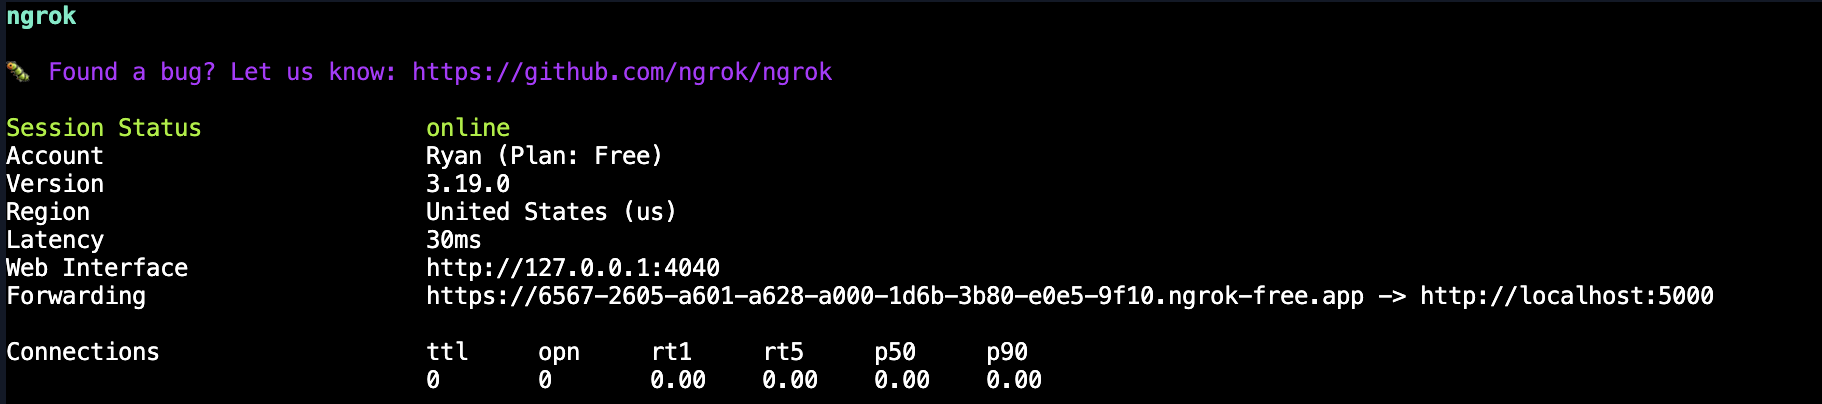 ngrok
Found a bug? Let us know: https://github.com/ngrok/ngrok
Session Status online
Account Ryan (Plan: Free)
Version 3.19.0
Region United States (us)
Latency 30ms
Web Interface http://127.0.0.1:4040
Forwarding https://6567-2605-a601-a628-a000-1d6b-3b80-e0e5-9f10.ngrok-free.app -> http://localhost:5000
Connections ttl opn rt1 rt5 p50 p90
0 0 0.00 0.00 0.00 0.00